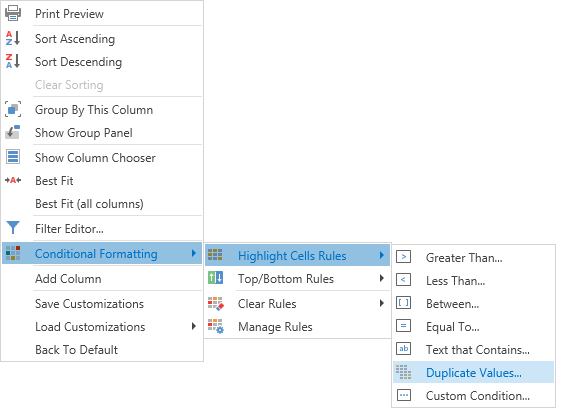 Print Preview
Sort Ascending
Sort Descending
Clear Sorting
Group By This Column
Show Group Panel
Show Column Chooser
Best Fit
Best Fit (all columns)
Filter Editor...
Conditional Formatting
Add Column
Save Customizations
Load Customizations
Back To Default
Highlight Cells Rules
Top/Bottom Rules
Clear Rules
Manage Rules
Greater Than...
Less Than...
Between...
Equal To...
Text that Contains...
Duplicate Values...
Custom Condition...